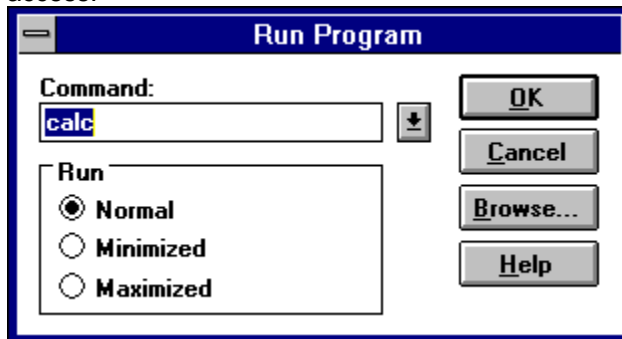 Run Program
Command:
calc
Run
Normal
Minimized
Maximized
OK
Cancel
Browse...
Help